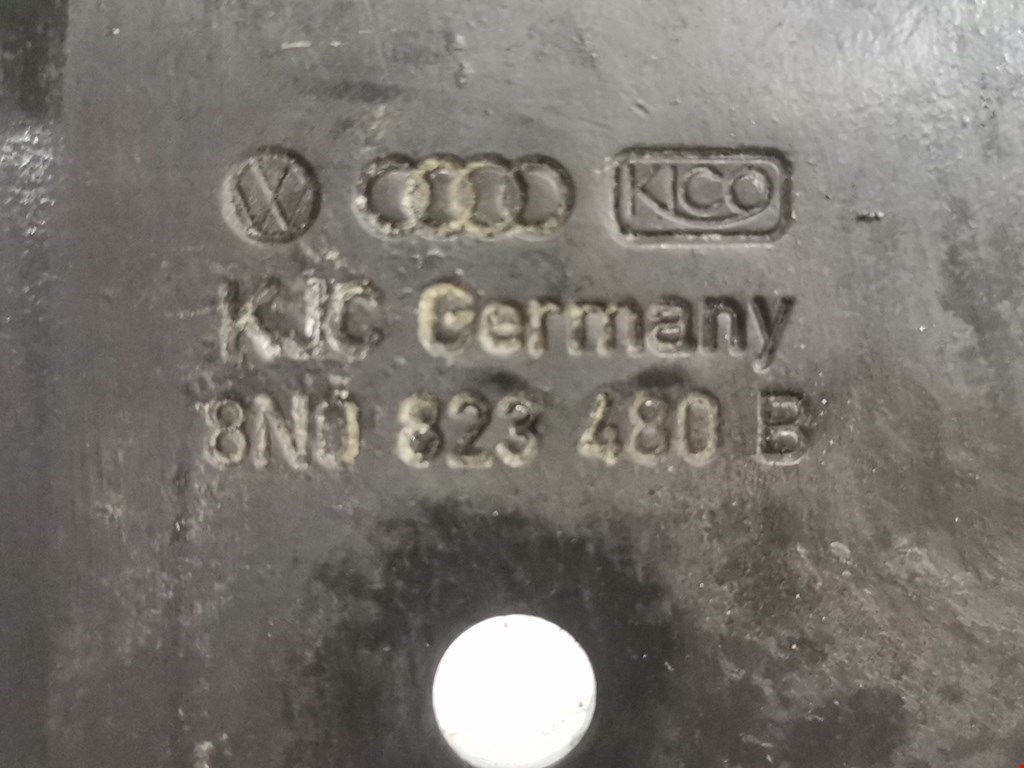 KICO
KJC Germany
8N0 823 480 B